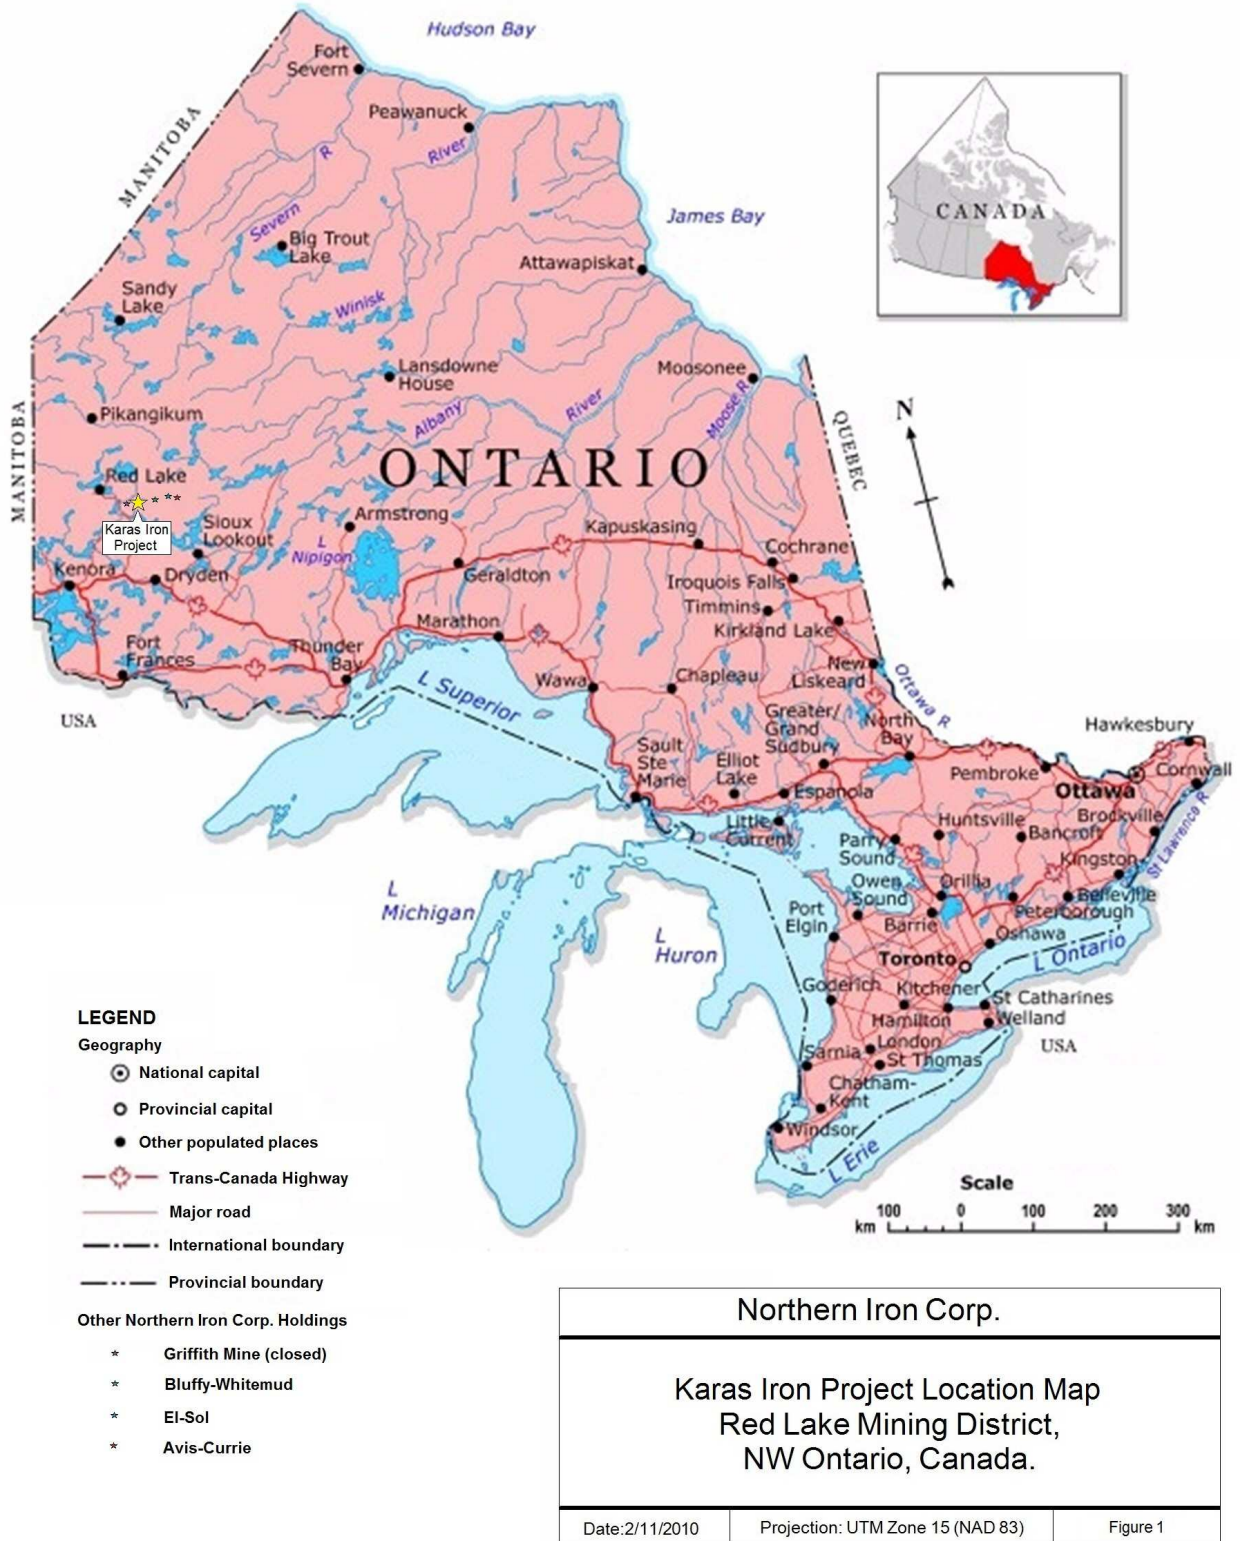 Hudson Bay
Fort
Severn
Peawanuck
MANITOBA
R
River
Severn
James Bay
CANADA
Big Trout
Lake
Attawapiskat
Sandy
Lake
Winisk
Lansdowne
House
Moosonee
MANITOBA
Pikangikum
Albany
River
Moose R
N
QUEBEC
ONTARIO
Red Lake
Karas Iron
Project
Sioux
Lookout
Armstrong
L
Nipigon
Kapuskasing
Cochrane
Kenora
Dryden
Geraldton
Iroquois Falls
Timmins
Marathon
Kirkland Lake
Fort
Frances
Thunder
Bay
Wawa
Chapleau
New
Liskeard
Ottawa R
USA
L Superior
Greater/
Grand
Sudbury
North
Bay
Hawkesbury
Sault
Ste
Marie
Elliot
Lake
Espanola
Pembroke
Ottawa
Cornwall
Little
Current
Huntsville
Bancroft
Brockville
Parry
Sound
Kingston
St Lawrence R
L
Michigan
Owen
Sound
Orillia
Belleville
Port
Elgin
Barrie
Peterborough
L
Huron
Oshawa
Toronto
L Ontario
Goderich
Kitchener
St Catharines
Hamilton
Welland
USA
Sarnia
London
St Thomas
Chatham-
Kent
Windsor
L Erie
LEGEND
Geography
National capital
Provincial capital
Other populated places
Trans-Canada Highway
Major road
International boundary
Provincial boundary
Other Northern Iron Corp. Holdings
Griffith Mine (closed)
Bluffy-Whitemud
El-Sol
Avis-Currie
Scale
100 0 100 200 300
km km
Northern Iron Corp.
Karas Iron Project Location Map
Red Lake Mining District,
NW Ontario, Canada.
Date:2/11/2010
Projection: UTM Zone 15 (NAD 83)
Figure 1